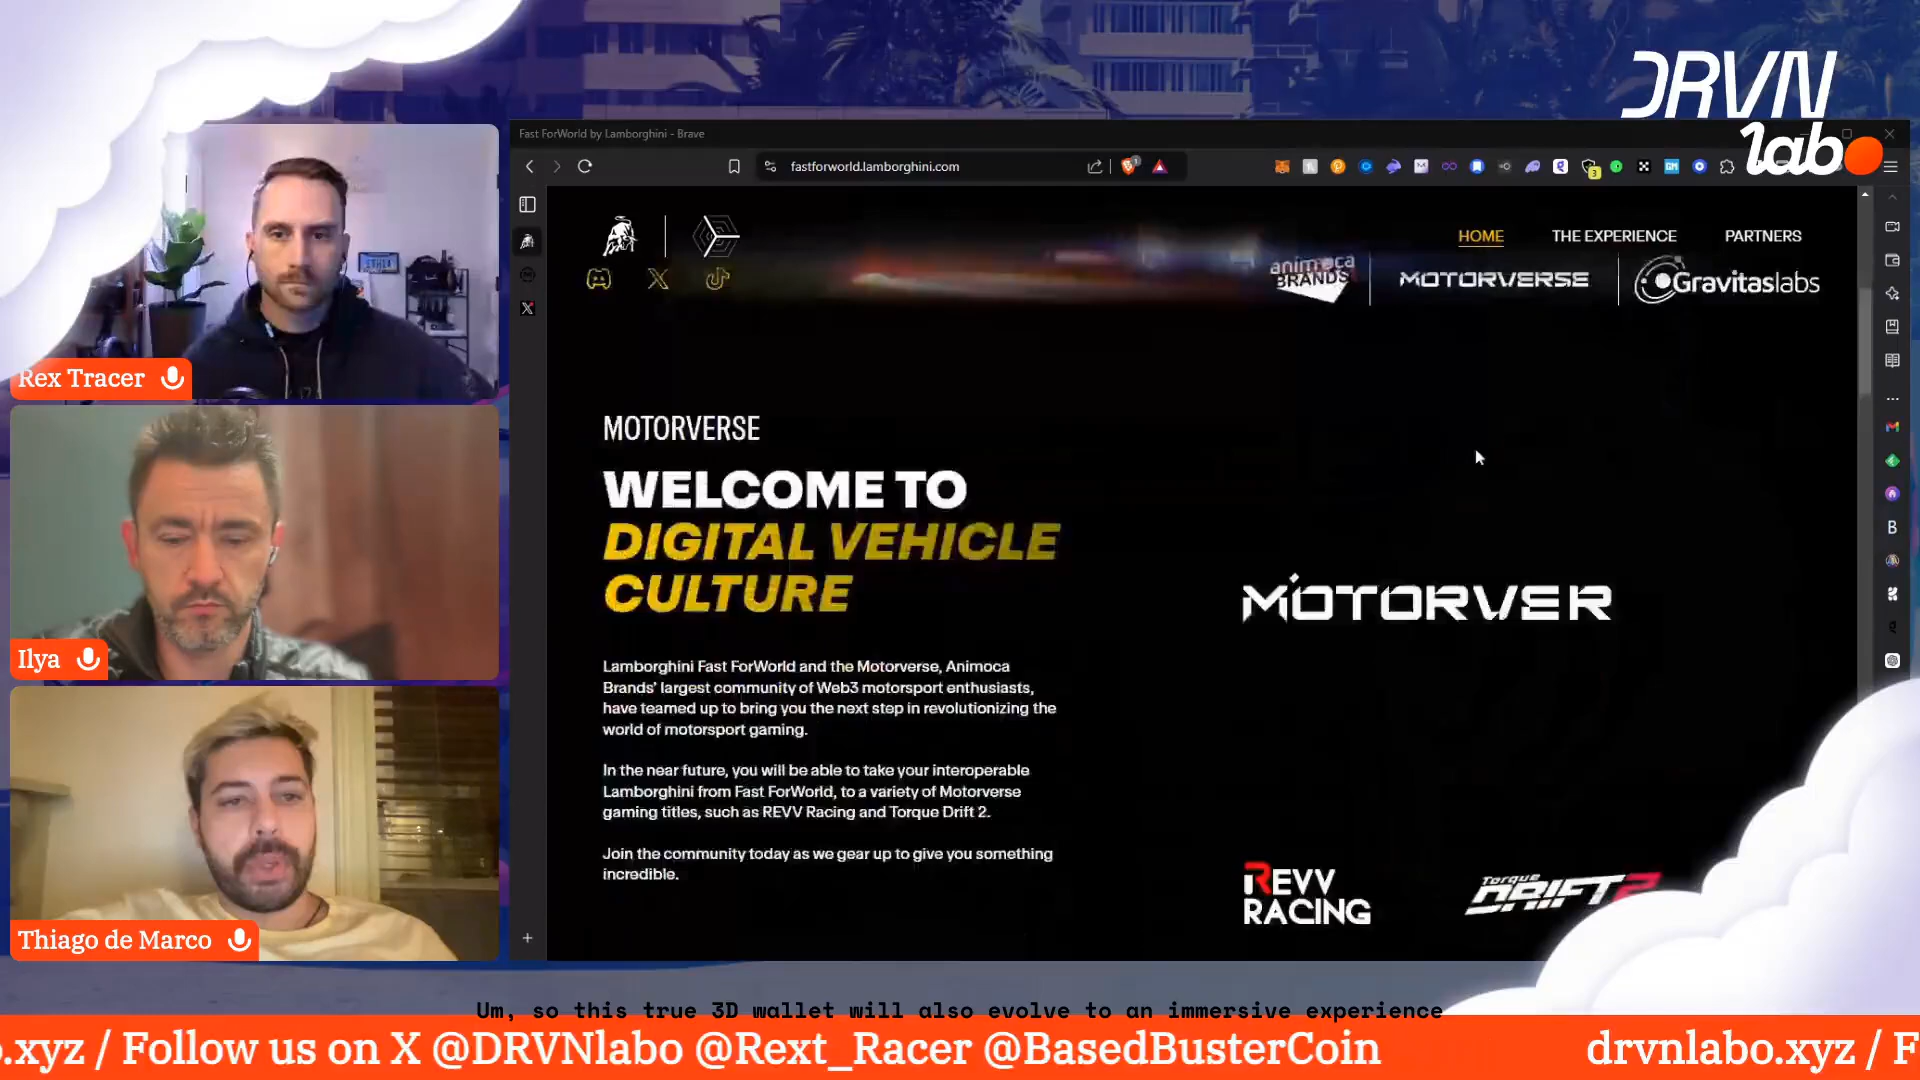 DRVN
labo
Fast ForWorld by Lamborghini - Brave
fastforworld.lamborghini.com
HOME
THE EXPERIENCE
PARTNERS
animoca
BRANDS
MOTORVERSE
Gravitaslabs
MOTORVERSE
WELCOME TO
DIGITAL VEHICLE
CULTURE
MOTORVER
Lamborghini Fast ForWorld and the Motorverse, Animoca
Brands' largest community of Web3 motorsport enthusiasts,
have teamed up to bring you the next step in revolutionizing the
world of motorsport gaming.
In the near future, you will be able to take your interoperable
Lamborghini from Fast ForWorld, to a variety of Motorverse
gaming titles, such as REVV Racing and Torque Drift 2.
Join the community today as we gear up to give you something
incredible.
REVV
RACING
Torque
DRIFT 2
Rex Tracer
Ilya
Thiago de Marco
Um, so this true 3D wallet will also evolve to an immersive experience
o.xyz / Follow us on X @DRVNlabo @Rext_Racer @BasedBusterCoin
drvnlabo.xyz / F